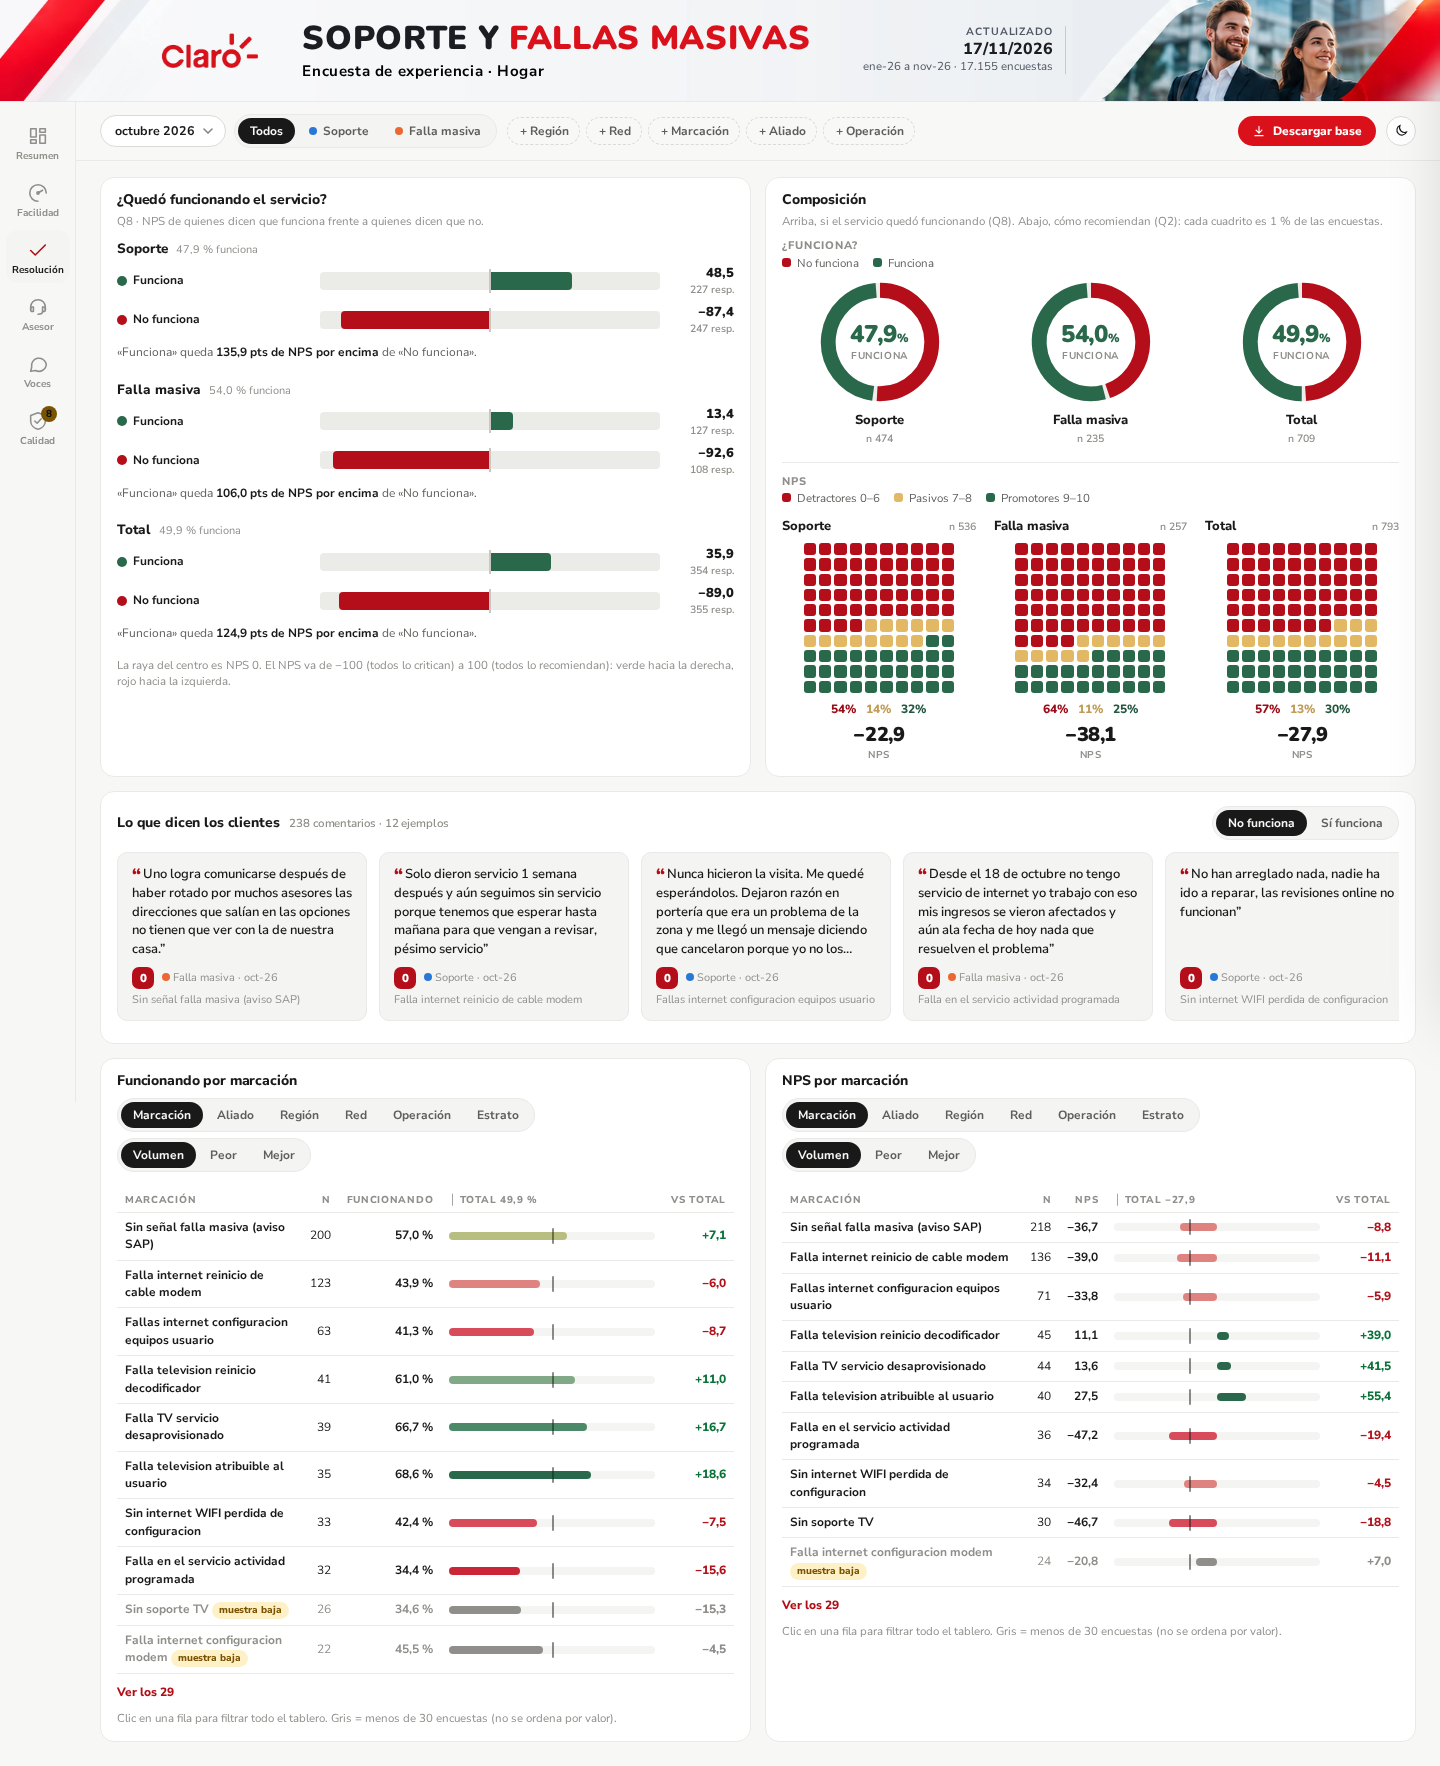 Claro
SOPORTE Y FALLAS MASIVAS
Encuesta de experiencia · Hogar
ACTUALIZADO
17/11/2026
ene-26 a nov-26 · 17.155 encuestas
Resumen
Facilidad
Resolución
Asesor
Voces
8
Calidad
octubre 2026
Todos
Soporte
Falla masiva
+ Región
+ Red
+ Marcación
+ Aliado
+ Operación
Descargar base
¿Quedó funcionando el servicio?
Q8 · NPS de quienes dicen que funciona frente a quienes dicen que no.
Soporte 47,9 % funciona
Funciona
48,5
227 resp.
No funciona
−87,4
247 resp.
«Funciona» queda 135,9 pts de NPS por encima de «No funciona».
Falla masiva 54,0 % funciona
Funciona
13,4
127 resp.
No funciona
−92,6
108 resp.
«Funciona» queda 106,0 pts de NPS por encima de «No funciona».
Total 49,9 % funciona
Funciona
35,9
354 resp.
No funciona
−89,0
355 resp.
«Funciona» queda 124,9 pts de NPS por encima de «No funciona».
La raya del centro es NPS 0. El NPS va de −100 (todos lo critican) a 100 (todos lo recomiendan): verde hacia la derecha,
rojo hacia la izquierda.
Composición
Arriba, si el servicio quedó funcionando (Q8). Abajo, cómo recomiendan (Q2): cada cuadrito es 1 % de las encuestas.
¿FUNCIONA?
No funciona Funciona
47,9%
FUNCIONA
Soporte
n 474
54,0%
FUNCIONA
Falla masiva
n 235
49,9%
FUNCIONA
Total
n 709
NPS
Detractores 0–6 Pasivos 7–8 Promotores 9–10
Soporte n 536
54% 14% 32%
−22,9
NPS
Falla masiva n 257
64% 11% 25%
−38,1
NPS
Total n 793
57% 13% 30%
−27,9
NPS
Lo que dicen los clientes 238 comentarios · 12 ejemplos
No funciona
Sí funciona
❝ Uno logra comunicarse después de
haber rotado por muchos asesores las
direcciones que salían en las opciones
no tienen que ver con la de nuestra
casa.”
0 Falla masiva · oct-26
Sin señal falla masiva (aviso SAP)
❝ Solo dieron servicio 1 semana
después y aún seguimos sin servicio
porque tenemos que esperar hasta
mañana para que vengan a revisar,
pésimo servicio”
0 Soporte · oct-26
Falla internet reinicio de cable modem
❝ Nunca hicieron la visita. Me quedé
esperándolos. Dejaron razón en
portería que era un problema de la
zona y me llegó un mensaje diciendo
que cancelaron porque yo no los...
0 Soporte · oct-26
Fallas internet configuracion equipos usuario
❝ Desde el 18 de octubre no tengo
servicio de internet yo trabajo con eso
mis ingresos se vieron afectados y
aún ala fecha de hoy nada que
resuelven el problema”
0 Falla masiva · oct-26
Falla en el servicio actividad programada
❝ No han arreglado nada, nadie ha
ido a reparar, las revisiones online no
funcionan”
0 Soporte · oct-26
Sin internet WIFI perdida de configuracion
Funcionando por marcación
Marcación Aliado Región Red Operación Estrato
Volumen Peor Mejor
MARCACIÓN N FUNCIONANDO TOTAL 49,9 % VS TOTAL
Sin señal falla masiva (aviso
SAP)
200 57,0 % +7,1
Falla internet reinicio de
cable modem
123 43,9 % −6,0
Fallas internet configuracion
equipos usuario
63 41,3 % −8,7
Falla television reinicio
decodificador
41 61,0 % +11,0
Falla TV servicio
desaprovisionado
39 66,7 % +16,7
Falla television atribuible al
usuario
35 68,6 % +18,6
Sin internet WIFI perdida de
configuracion
33 42,4 % −7,5
Falla en el servicio actividad
programada
32 34,4 % −15,6
Sin soporte TV muestra baja 26 34,6 % −15,3
Falla internet configuracion
modem muestra baja
22 45,5 % −4,5
Ver los 29
Clic en una fila para filtrar todo el tablero. Gris = menos de 30 encuestas (no se ordena por valor).
NPS por marcación
Marcación Aliado Región Red Operación Estrato
Volumen Peor Mejor
MARCACIÓN N NPS TOTAL −27,9 VS TOTAL
Sin señal falla masiva (aviso SAP) 218 −36,7 −8,8
Falla internet reinicio de cable modem 136 −39,0 −11,1
Fallas internet configuracion equipos
usuario
71 −33,8 −5,9
Falla television reinicio decodificador 45 11,1 +39,0
Falla TV servicio desaprovisionado 44 13,6 +41,5
Falla television atribuible al usuario 40 27,5 +55,4
Falla en el servicio actividad
programada
36 −47,2 −19,4
Sin internet WIFI perdida de
configuracion
34 −32,4 −4,5
Sin soporte TV 30 −46,7 −18,8
Falla internet configuracion modem
muestra baja
24 −20,8 +7,0
Ver los 29
Clic en una fila para filtrar todo el tablero. Gris = menos de 30 encuestas (no se ordena por valor).